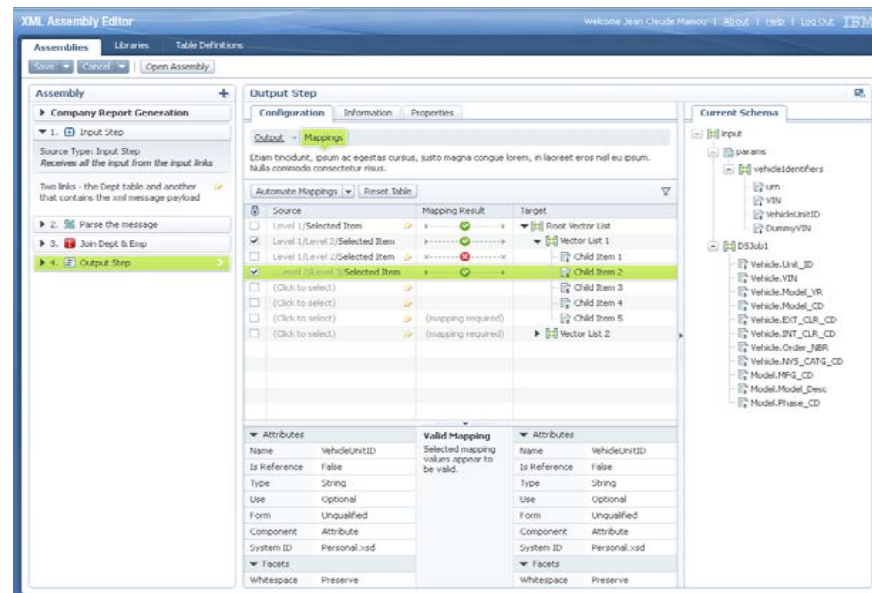 XML Assembly Editor
Welcome Jean Claude Mamou | About | Help | Log Out IBM
Assemblies Libraries Table Definitions
Save Cancel Open Assembly
Assembly
Company Report Generation
1. Input Step
Source Type: Input Step
Receives all the input from the input links
Two links - the Dept table and another
that contains the xml message payload
2. Parse the message
3. Join Dept & Emp
4. Output Step
Output Step
Configuration Information Properties
Output Mappings
Etiam tincidunt, ipsum ac egestas cursus, justo magna congue lorem, in laoreet eros nisl eu ipsum.
Nulla commodo consectetur risus.
Automate Mappings Reset Table
Source Mapping Result Target
Level 1/Selected Item Root Vector List
Level 1/Level 2/Selected Item Vector List 1
Level 1/Level 2/Selected Item Child Item 1
...evel 2/Level 3/Selected Item Child Item 2
(Click to select) Child Item 3
(Click to select) Child Item 4
(Click to select) (mapping required) Child Item 5
(Click to select) (mapping required) Vector List 2
Attributes
Name VehicleUnitID
Is Reference False
Type String
Use Optional
Form Unqualified
Component Attribute
System ID Personal.xsd
Facets
Whitespace Preserve
Valid Mapping
Selected mapping
values appear to
be valid.
Attributes
Name VehicleUnitID
Is Reference False
Type String
Use Optional
Form Unqualified
Component Attribute
System ID Personal.xsd
Facets
Whitespace Preserve
Current Schema
input
params
vehicleIdentifiers
urn
VIN
VehicleUnitID
DummyVIN
DSJob1
Vehicle.Unit_ID
Vehicle.VIN
Vehicle.Model_YR
Vehicle.Model_CD
Vehicle.EXT_CLR_CD
Vehicle.INT_CLR_CD
Vehicle.Order_NBR
Vehicle.NVS_CATG_CD
Model.MFG_CD
Model.Model_Desc
Model.Phase_CD